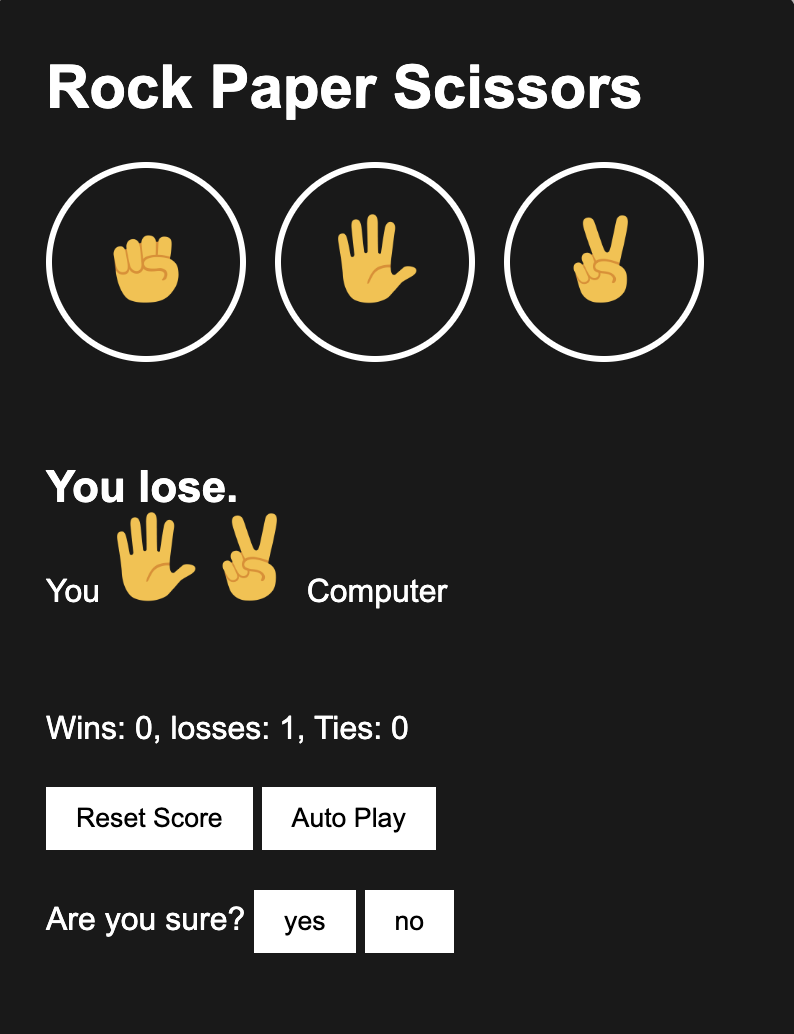 Rock Paper Scissors
You lose.
You Computer
Wins: 0, losses: 1, Ties: 0
Reset Score Auto Play
Are you sure? yes no